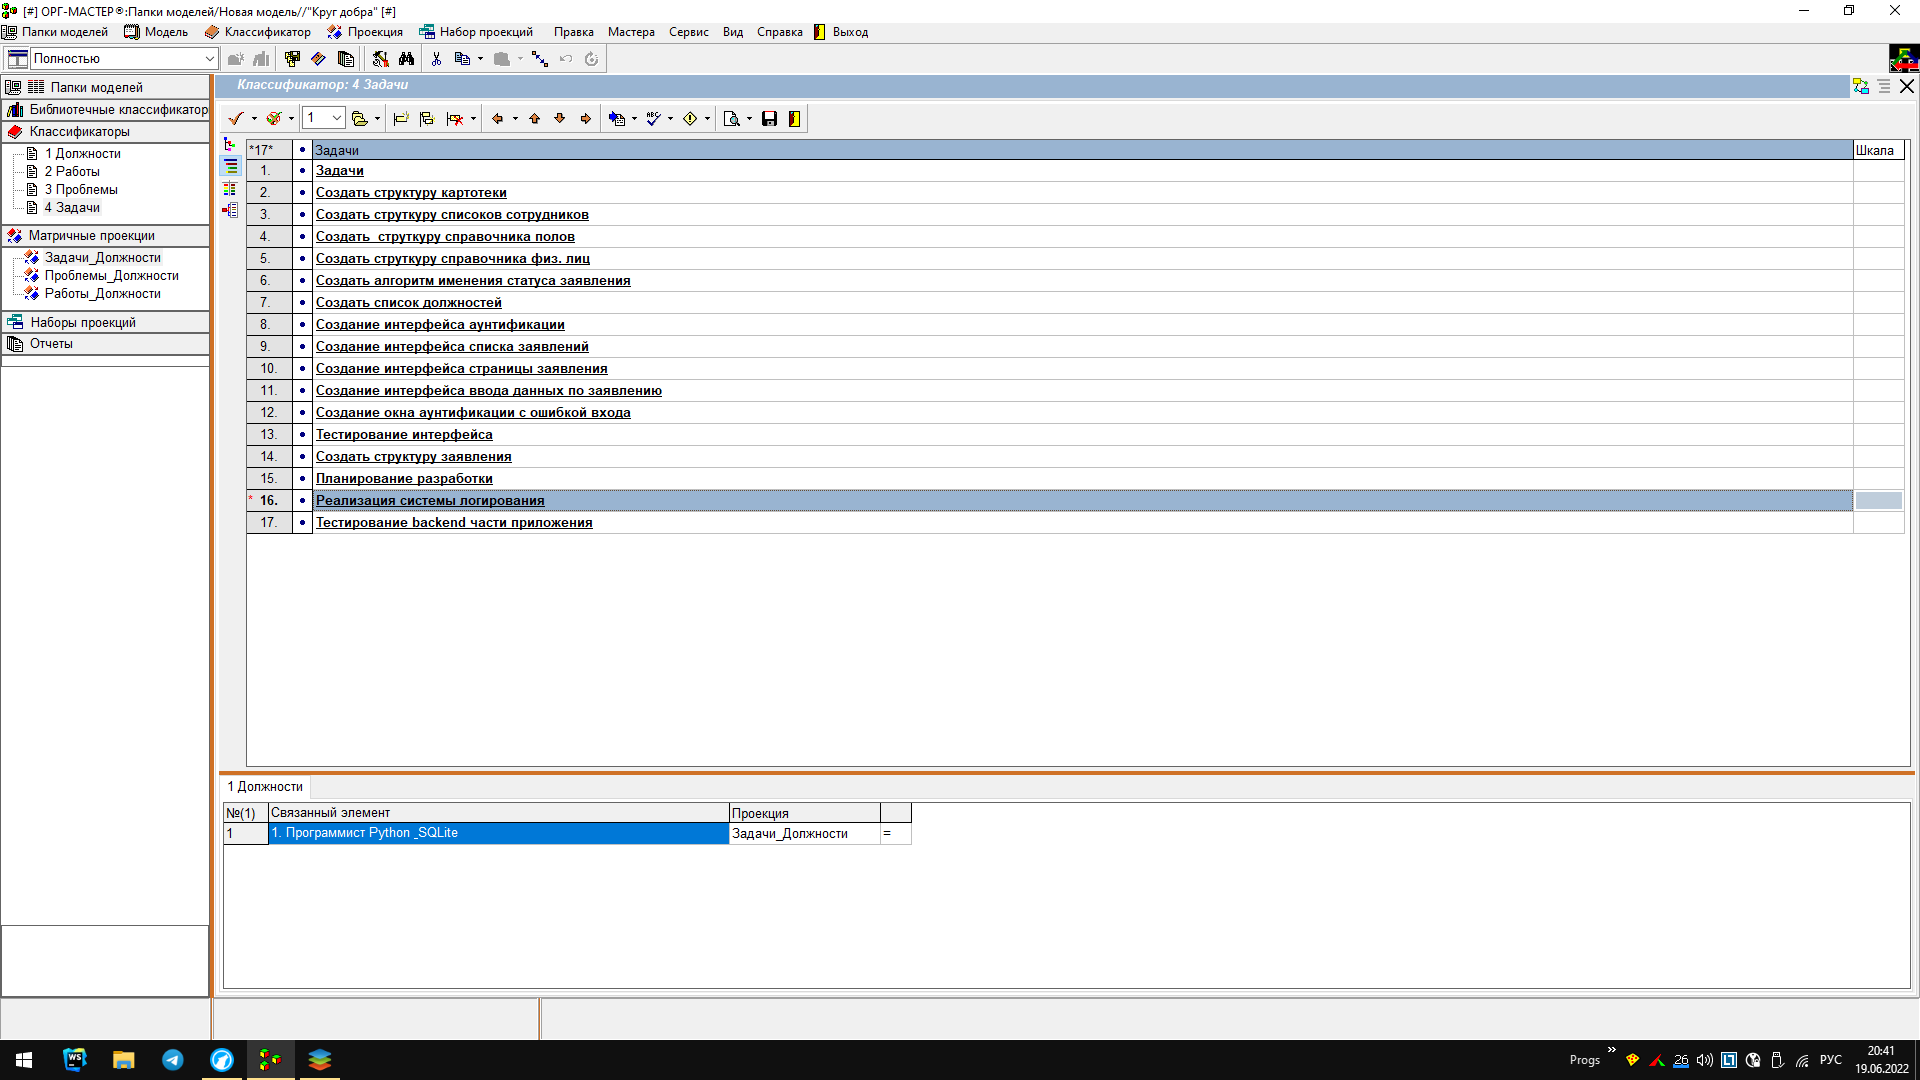 [#] ОРГ-МАСТЕР®:Папки моделей/Новая модель//"Круг добра" [#]
Папки моделей Модель Классификатор Проекция Набор проекций Правка Мастера Сервис Вид Справка Выход
Полностью
Папки моделей
Библиотечные классификатор
Классификаторы
1 Должности
2 Работы
3 Проблемы
4 Задачи
Матричные проекции
Задачи_Должности
Проблемы_Должности
Работы_Должности
Наборы проекций
Отчеты
Классификатор: 4 Задачи
1
*17* • Задачи Шкала
1. • Задачи
2. • Создать структуру картотеки
3. • Создать струткуру списоков сотрудников
4. • Создать  струткуру справочника полов
5. • Создать струткуру справочника физ. лиц
6. • Создать алгоритм именения статуса заявления
7. • Создать список должностей
8. • Создание интерфейса аунтификации
9. • Создание интерфейса списка заявлений
10. • Создание интерфейса страницы заявления
11. • Создание интерфейса ввода данных по заявлению
12. • Создание окна аунтификации с ошибкой входа
13. • Тестирование интерфейса
14. • Создать структуру заявления
15. • Планирование разработки
* 16. • Реализация системы логирования
17. • Тестирование backend части приложения
1 Должности
№(1) Связанный элемент Проекция
1 1. Программист Python _SQLite Задачи_Должности =
WS
Progs » 26 РУС 20:41
19.06.2022